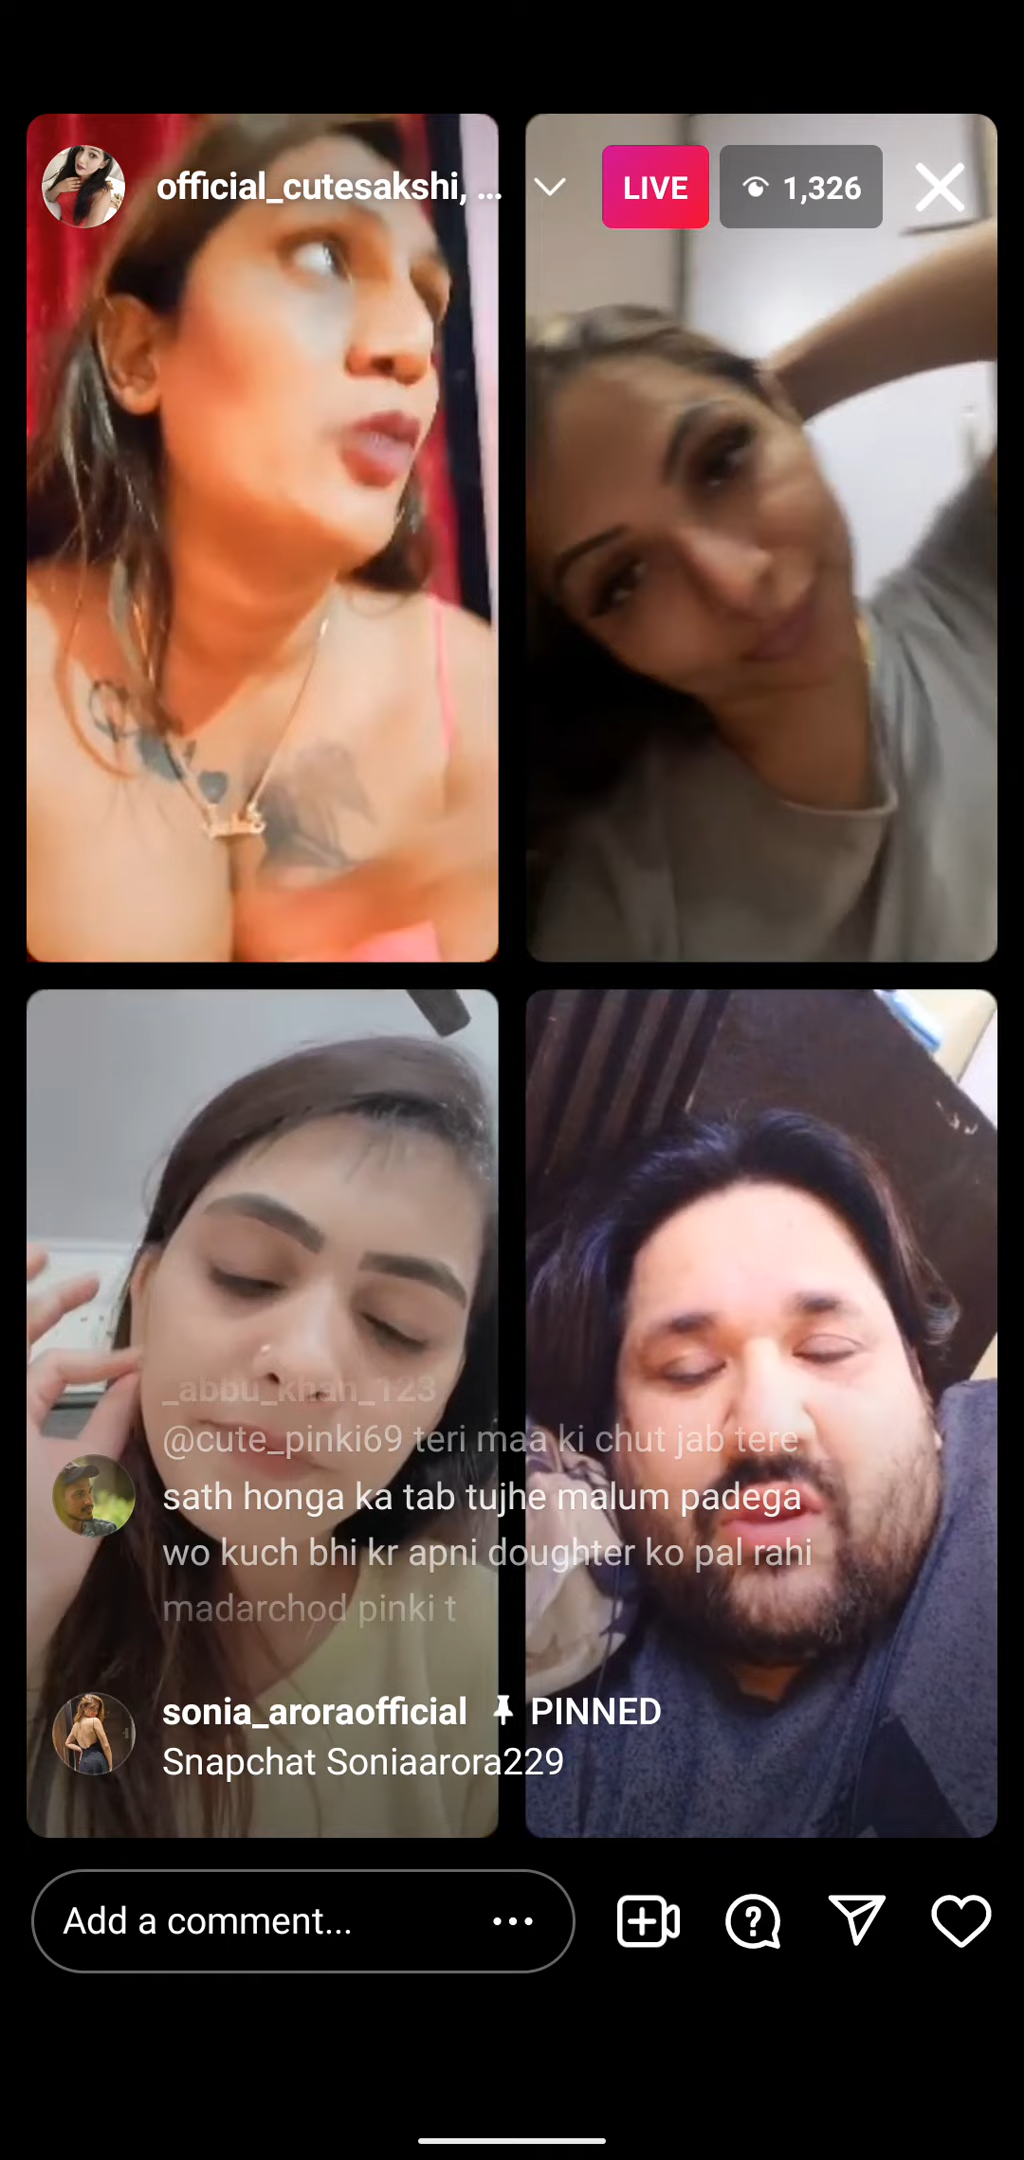 official_cutesakshi, ...
LIVE
1,326
_abbu_khan_123
@cute_pinki69 teri maa ki chut jab tere
sath honga ka tab tujhe malum padega
wo kuch bhi kr apni doughter ko pal rahi
madarchod pinki t
sonia_aroraofficial PINNED
Snapchat Soniaarora229
Add a comment...